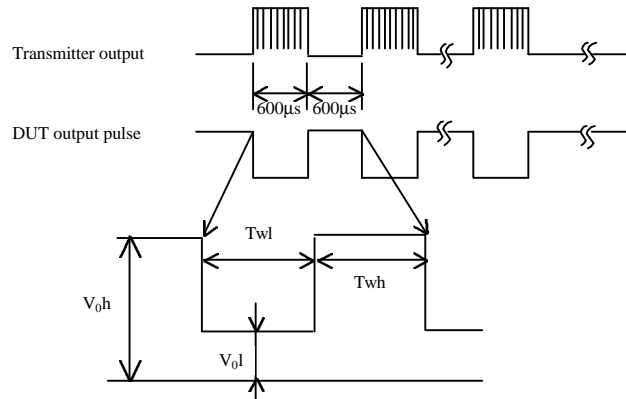 Transmitter output
600μs 600μs
DUT output pulse
Twl
Twh
V₀h
V₀l